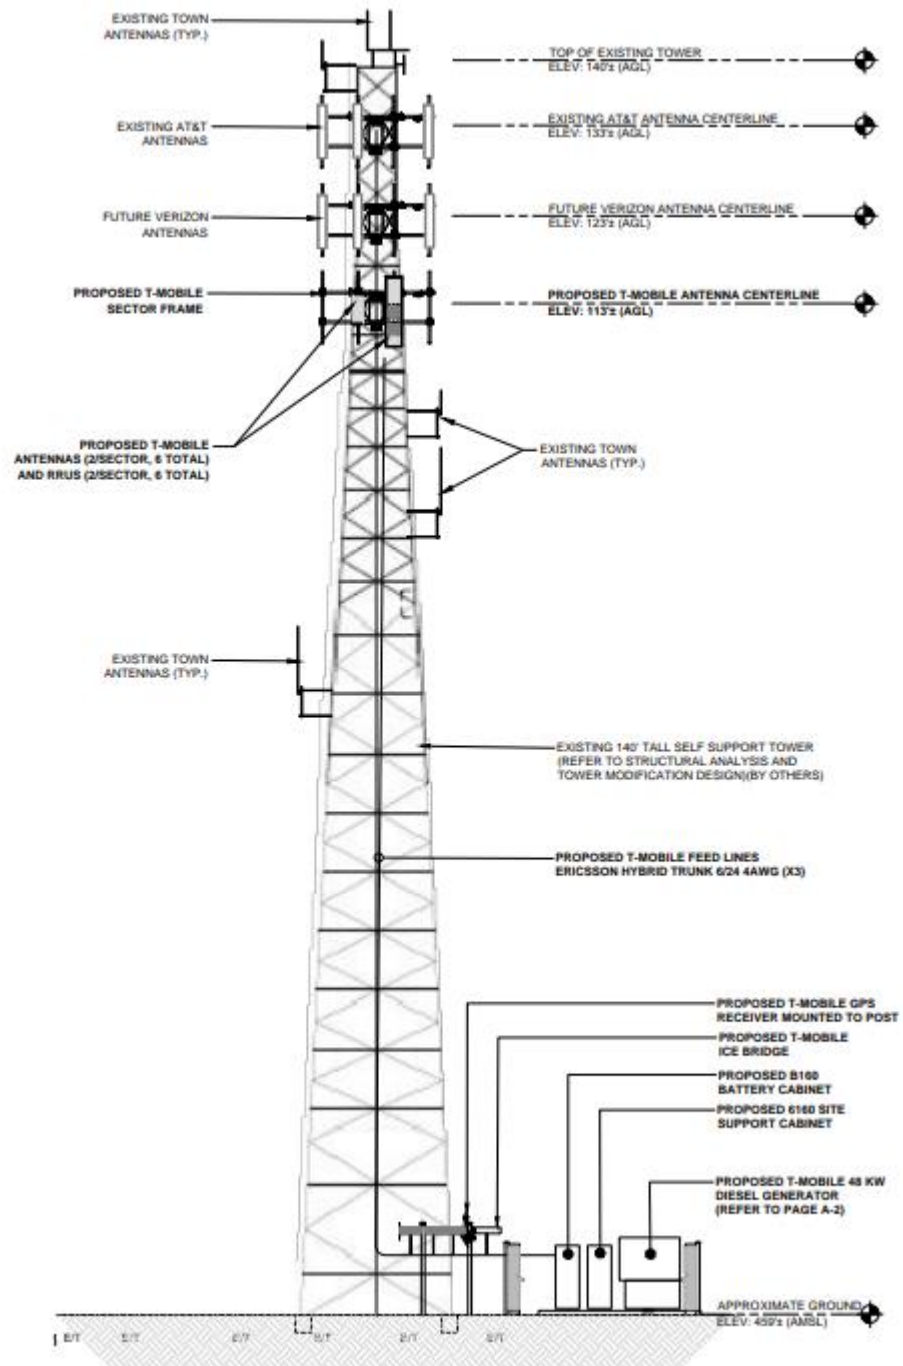 EXISTING TOWN
ANTENNAS (TYP.)
TOP OF EXISTING TOWER
ELEV: 140'± (AGL)
EXISTING AT&T
ANTENNAS
EXISTING AT&T ANTENNA CENTERLINE
ELEV: 133'± (AGL)
FUTURE VERIZON
ANTENNAS
FUTURE VERIZON ANTENNA CENTERLINE
ELEV: 123'± (AGL)
PROPOSED T-MOBILE
SECTOR FRAME
PROPOSED T-MOBILE ANTENNA CENTERLINE
ELEV: 113'± (AGL)
PROPOSED T-MOBILE
ANTENNAS (2/SECTOR, 6 TOTAL)
AND RRUS (2/SECTOR, 6 TOTAL)
EXISTING TOWN
ANTENNAS (TYP.)
EXISTING TOWN
ANTENNAS (TYP.)
EXISTING 140' TALL SELF SUPPORT TOWER
(REFER TO STRUCTURAL ANALYSIS AND
TOWER MODIFICATION DESIGN)(BY OTHERS)
PROPOSED T-MOBILE FEED LINES
ERICSSON HYBRID TRUNK 6/24 4AWG (X3)
PROPOSED T-MOBILE GPS
RECEIVER MOUNTED TO POST
PROPOSED T-MOBILE
ICE BRIDGE
PROPOSED B160
BATTERY CABINET
PROPOSED 6160 SITE
SUPPORT CABINET
PROPOSED T-MOBILE 48 KW
DIESEL GENERATOR
(REFER TO PAGE A-2)
APPROXIMATE GROUND
ELEV: 459'± (AMSL)